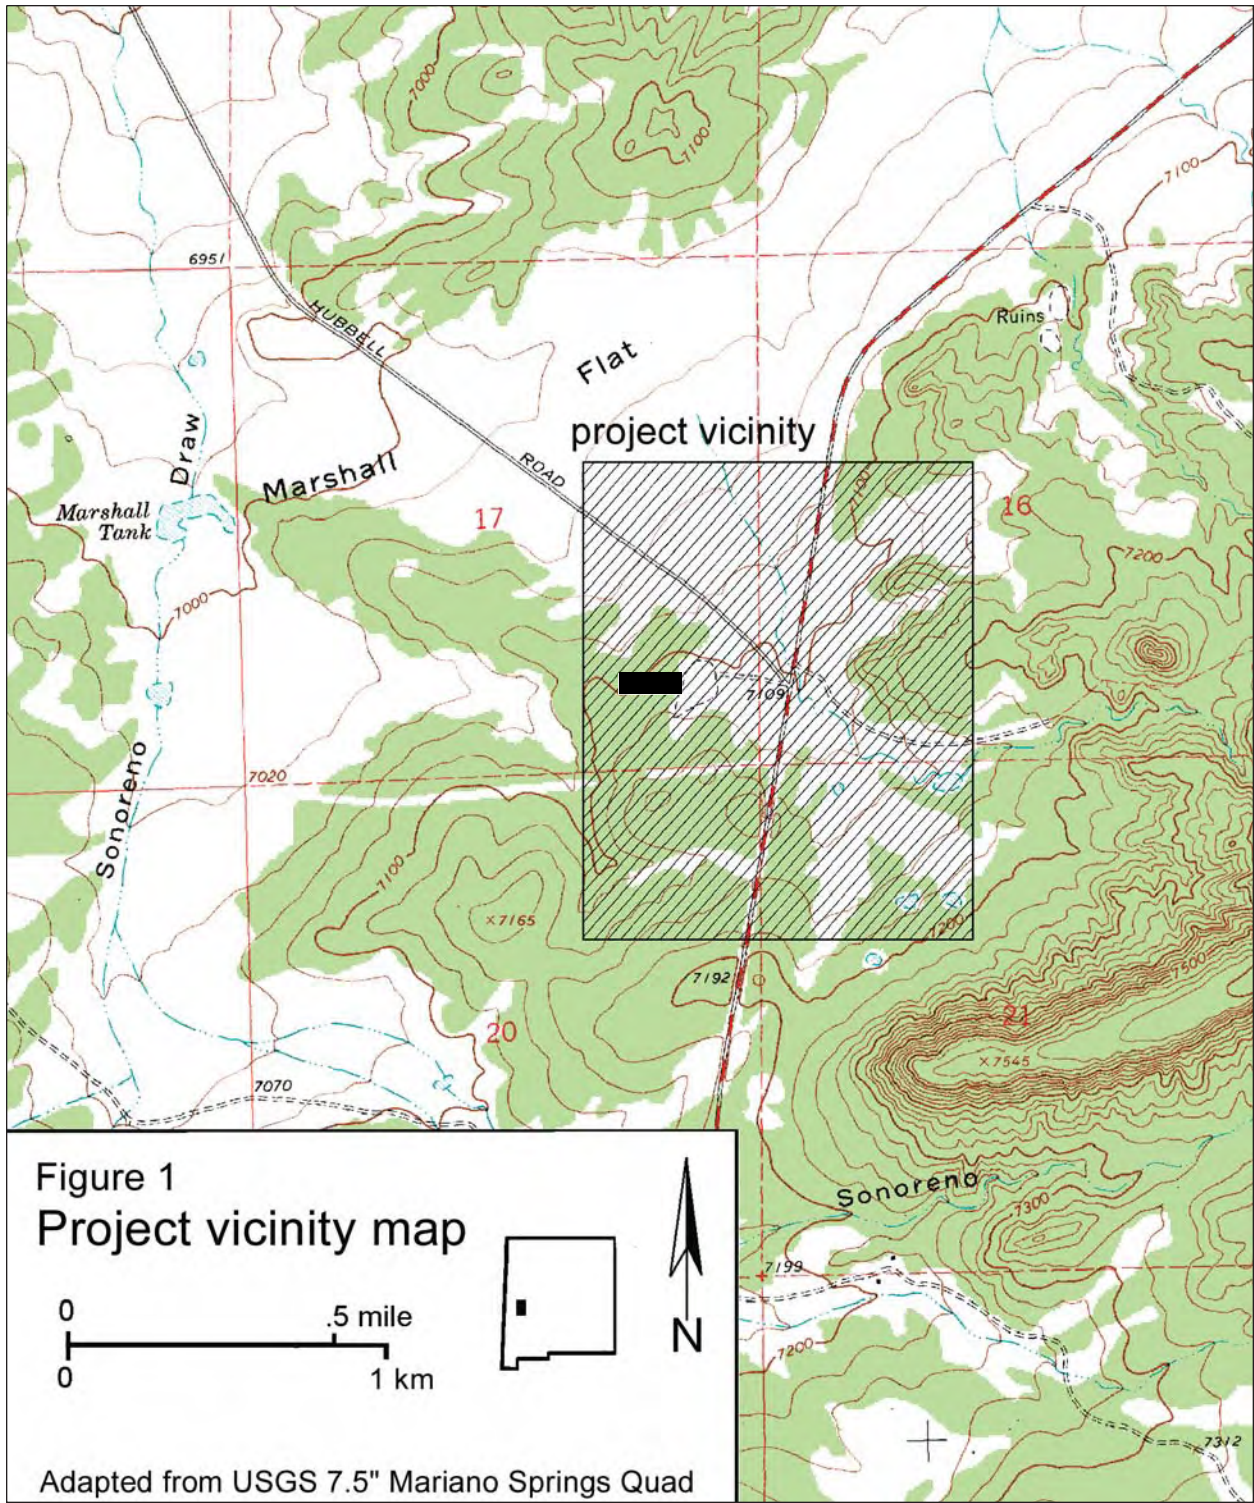 7000
7100
7100
6951
HUBBELL
Ruins
Flat
project vicinity
Draw
ROAD
Marshall
7100
Marshall
Tank
17
16
7200
7000
7109
7020
Sonoreno
7100
7165
7200
7192
7500
20
21
7545
7070
Sonoreno
7300
7199
7200
7312
Figure 1
Project vicinity map
0
.5 mile
0
1 km
N
Adapted from USGS 7.5" Mariano Springs Quad